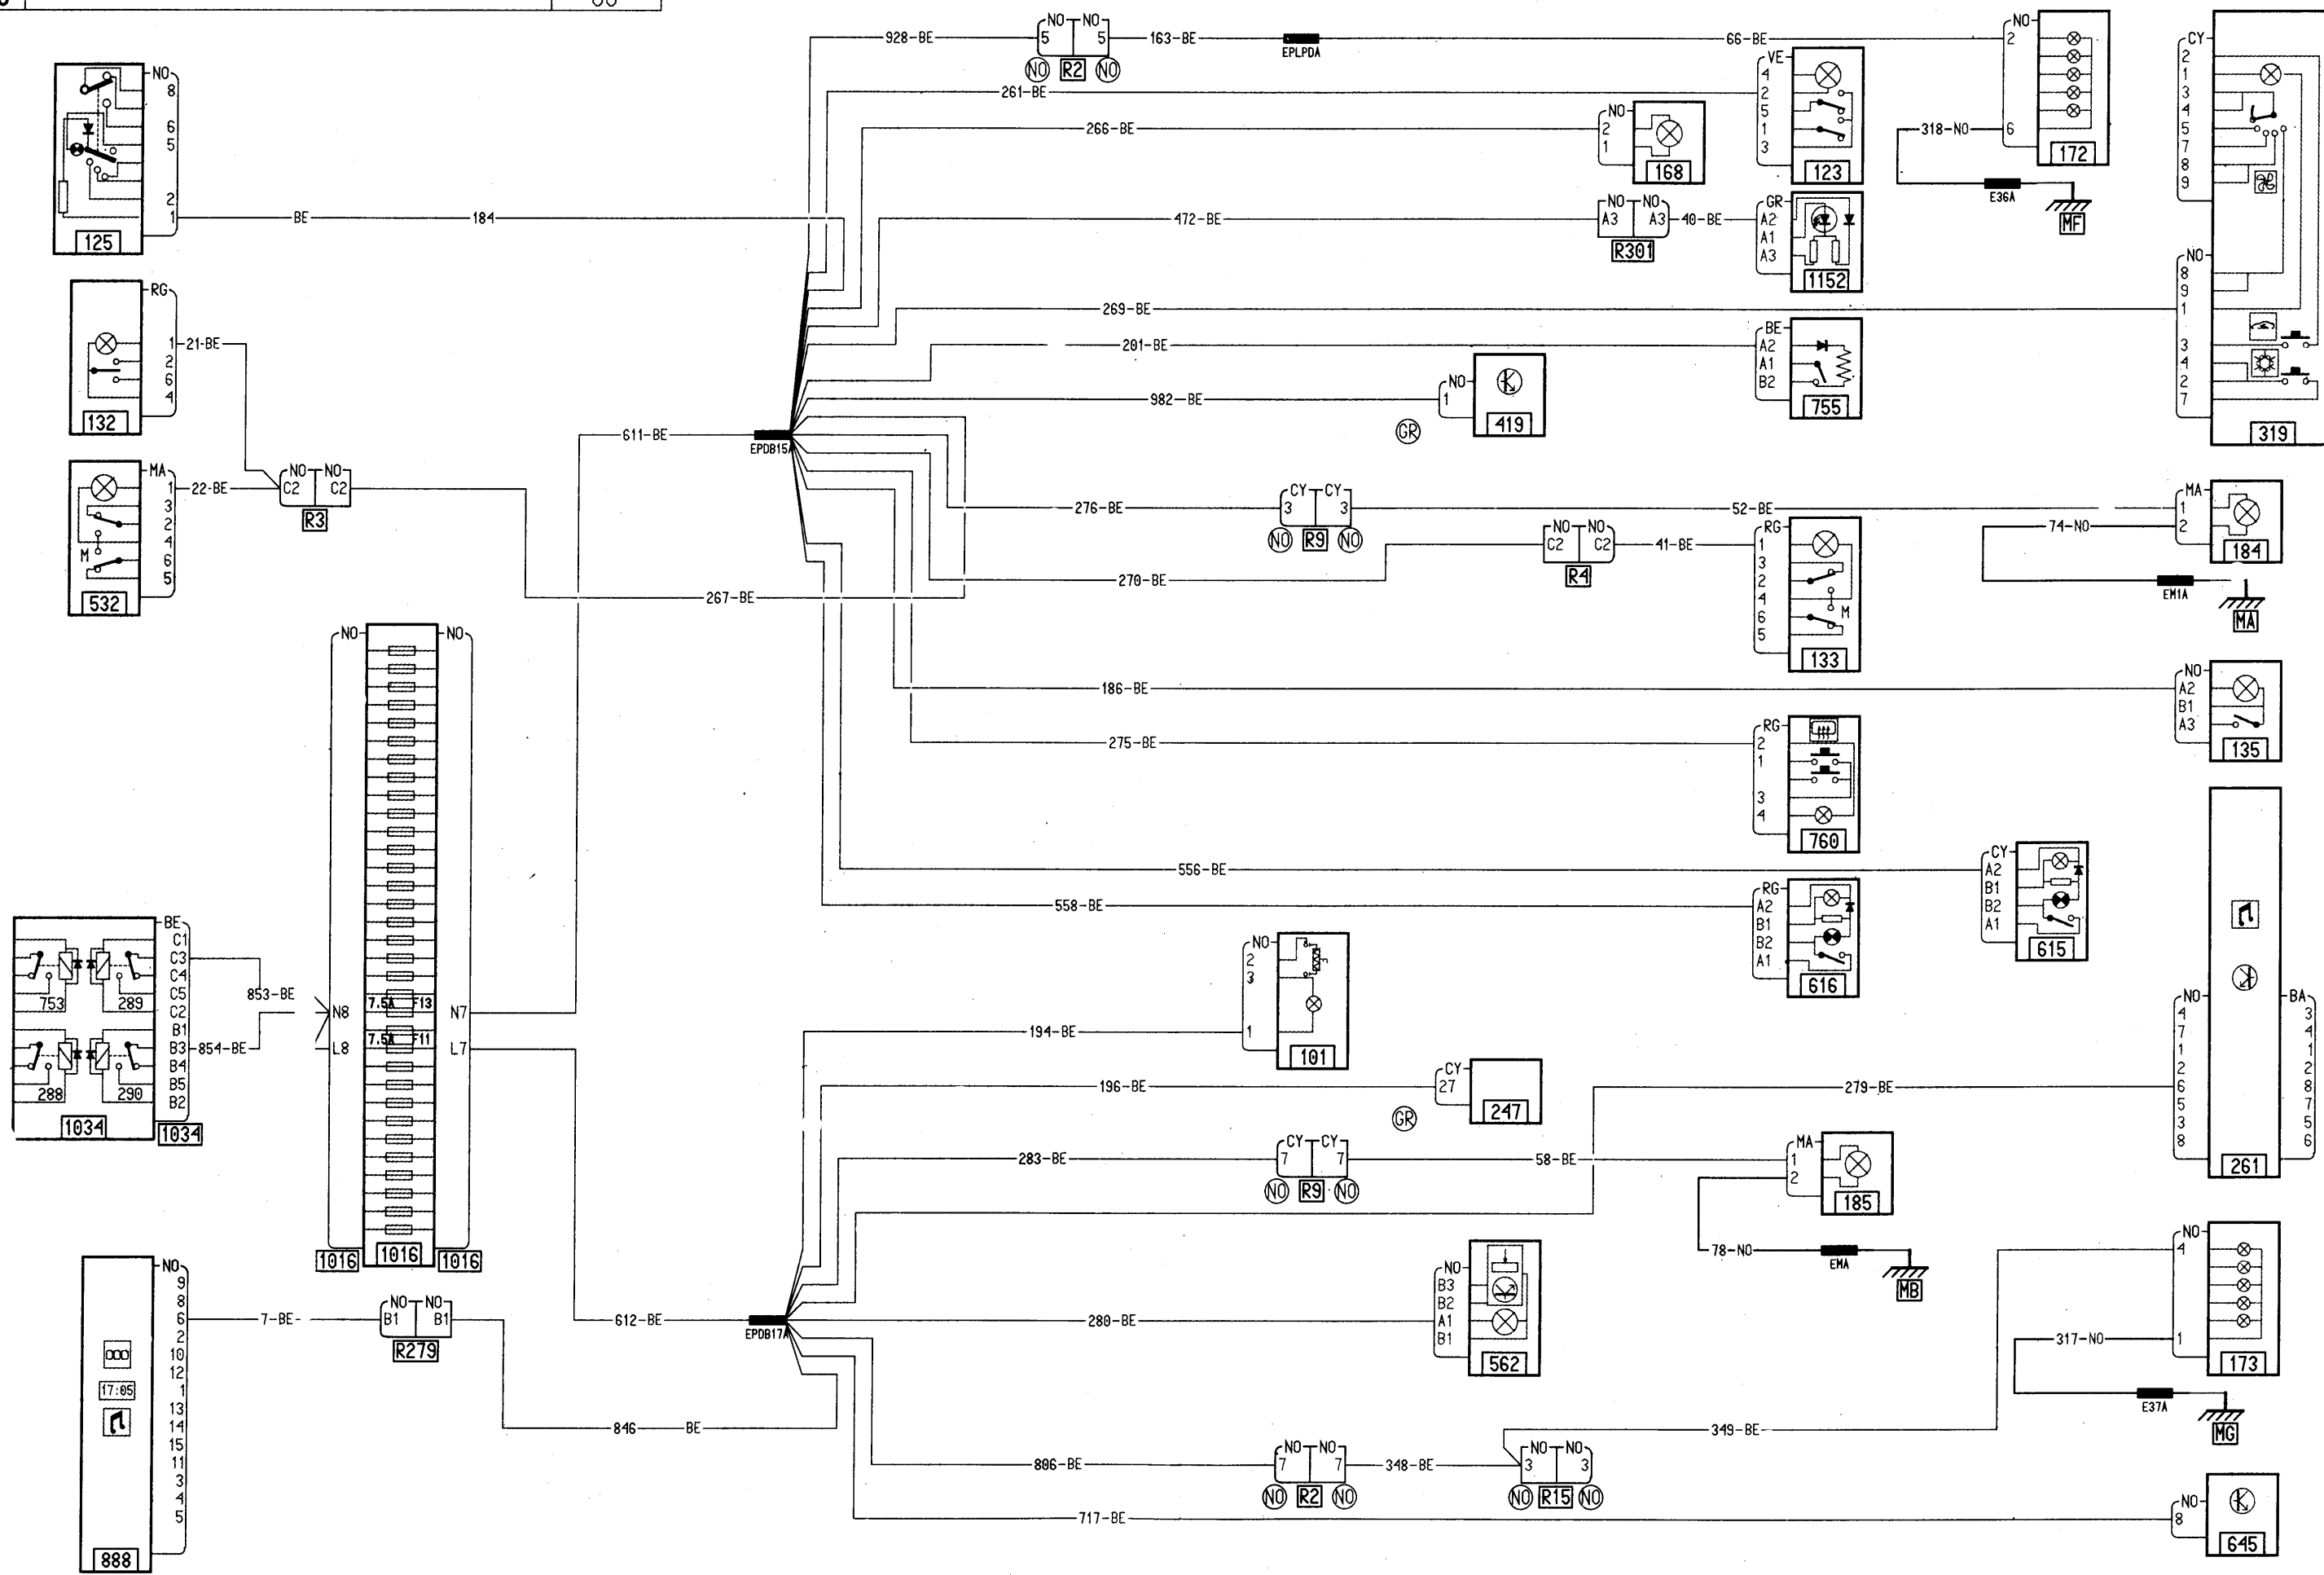 928-BE
NO NO
5 5
NO R2 NO
163-BE
EPLPDA
66-BE
NO
2
6
172
318-NO
E36A
MF
NO
8
6
5
2
1
125
BE 184
261-BE
VE
4
2
5
1
3
123
266-BE
NO
2
1
168
472-BE
NO NO
A3 A3
R301
40-BE
GR
A2
A1
A3
1152
CY
2
1
3
4
5
7
8
9
NO
8
9
1
3
4
2
7
319
269-BE
201-BE
BE
A2
A1
B2
755
982-BE
NO
1
419
GR
RG
1
2
6
4
132
21-BE
MA
1
3
2
4
6
5
M
532
22-BE
NO NO
C2 C2
R3
267-BE
611-BE
EPDB15A
276-BE
CY CY
3 3
NO R9 NO
52-BE
MA
1
2
184
74-NO
EM1A
MA
270-BE
NO NO
C2 C2
R4
41-BE
RG
1
3
2
4
6
5
M
133
186-BE
NO
A2
B1
A3
135
275-BE
RG
2
1
3
4
760
556-BE
CY
A2
B1
B2
A1
615
558-BE
RG
A2
B1
B2
A1
616
NO NO
N8 7.5A F13 N7
L8 7.5A F11 L7
1016 1016 1016
BE
C1
C3
C4
C5
C2
B1
B3
B4
B5
B2
753 289
288 290
1034
1034
853-BE
854-BE
194-BE
NO
2
3
1
101
196-BE
CY
27
247
GR
279-BE
NO
4
7
1
2
6
5
3
8
261
BA
3
4
1
2
8
7
5
6
283-BE
CY CY
7 7
NO R9 NO
58-BE
MA
1
2
185
78-NO
EMA
MB
612-BE
EPDB17A
280-BE
NO
B3
B2
A1
B1
562
NO
9
8
6
2
10
12
1
13
14
15
11
3
4
5
17:05
888
7-BE
NO NO
B1 B1
R279
846 BE
806-BE
NO NO
7 7
NO R2 NO
348-BE
NO NO
3 3
NO R15 NO
349-BE
NO
4
1
173
317-NO
E37A
MG
717-BE
NO
8
645